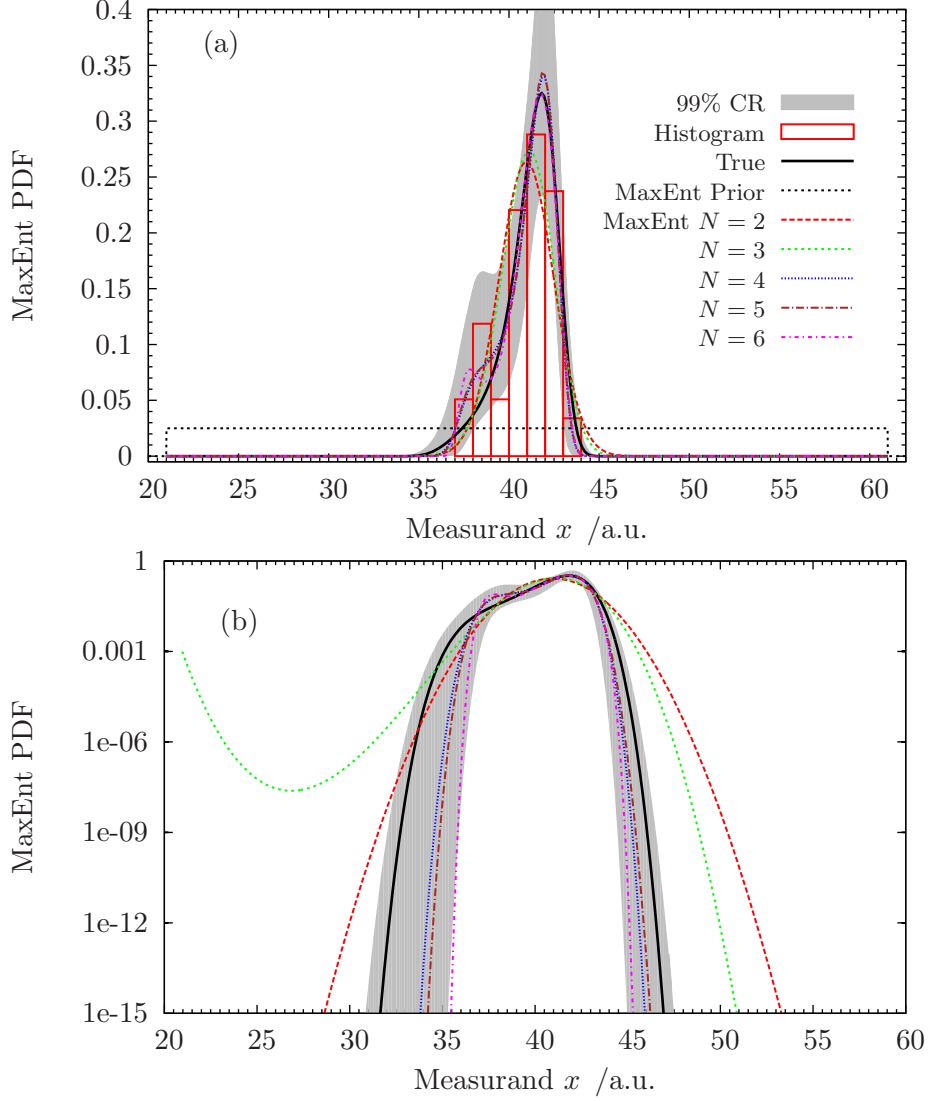 0.4
(a)
0.35
0.3
0.25
0.2
0.15
0.1
0.05
0
MaxEnt PDF
99% CR
Histogram
True
MaxEnt Prior
MaxEnt N = 2
N = 3
N = 4
N = 5
N = 6
20 25 30 35 40 45 50 55 60
Measurand x /a.u.
1
(b)
0.001
1e-06
1e-09
1e-12
1e-15
MaxEnt PDF
20 25 30 35 40 45 50 55 60
Measurand x /a.u.